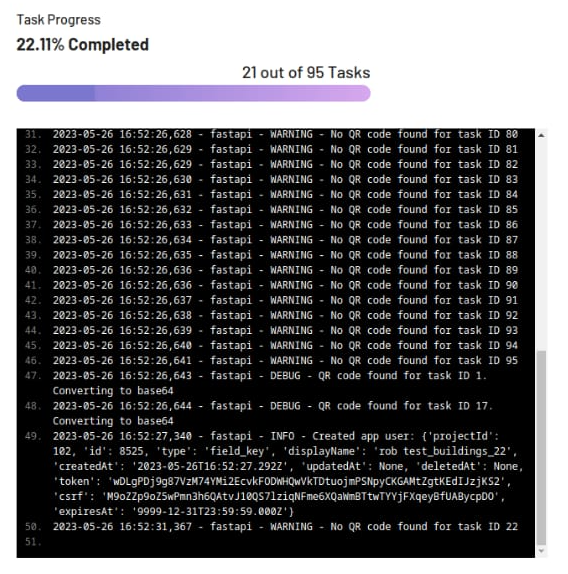 Task Progress
22.11% Completed
21 out of 95 Tasks
31. 2023-05-26 16:52:26,628 - fastapi - WARNING - No QR code found for task ID 80
32. 2023-05-26 16:52:26,629 - fastapi - WARNING - No QR code found for task ID 81
33. 2023-05-26 16:52:26,629 - fastapi - WARNING - No QR code found for task ID 82
34. 2023-05-26 16:52:26,630 - fastapi - WARNING - No QR code found for task ID 83
35. 2023-05-26 16:52:26,631 - fastapi - WARNING - No QR code found for task ID 84
36. 2023-05-26 16:52:26,632 - fastapi - WARNING - No QR code found for task ID 85
37. 2023-05-26 16:52:26,633 - fastapi - WARNING - No QR code found for task ID 86
38. 2023-05-26 16:52:26,634 - fastapi - WARNING - No QR code found for task ID 87
39. 2023-05-26 16:52:26,635 - fastapi - WARNING - No QR code found for task ID 88
40. 2023-05-26 16:52:26,636 - fastapi - WARNING - No QR code found for task ID 89
41. 2023-05-26 16:52:26,636 - fastapi - WARNING - No QR code found for task ID 90
42. 2023-05-26 16:52:26,637 - fastapi - WARNING - No QR code found for task ID 91
43. 2023-05-26 16:52:26,638 - fastapi - WARNING - No QR code found for task ID 92
44. 2023-05-26 16:52:26,639 - fastapi - WARNING - No QR code found for task ID 93
45. 2023-05-26 16:52:26,640 - fastapi - WARNING - No QR code found for task ID 94
46. 2023-05-26 16:52:26,641 - fastapi - WARNING - No QR code found for task ID 95
47. 2023-05-26 16:52:26,643 - fastapi - DEBUG - QR code found for task ID 1.
Converting to base64
48. 2023-05-26 16:52:26,644 - fastapi - DEBUG - QR code found for task ID 17.
Converting to base64
49. 2023-05-26 16:52:27,340 - fastapi - INFO - Created app user: {'projectId':
102, 'id': 8525, 'type': 'field_key', 'displayName': 'rob test_buildings_22',
'createdAt': '2023-05-26T16:52:27.292Z', 'updatedAt': None, 'deletedAt': None,
'token': 'wDLgPDj9g87VzM74YMi2EcvkFODWHQwVkTDtuojmPSNpyCKGAMtZgtKEdIJzjKS2',
'csrf': 'M9oZZp9oZ5wPmn3h6QAtvJ10QS7lziqNFme6XQaWmBTtwTYYjFXqeyBfUABycpDO',
'expiresAt': '9999-12-31T23:59:59.000Z'}
50. 2023-05-26 16:52:31,367 - fastapi - WARNING - No QR code found for task ID 22
51.